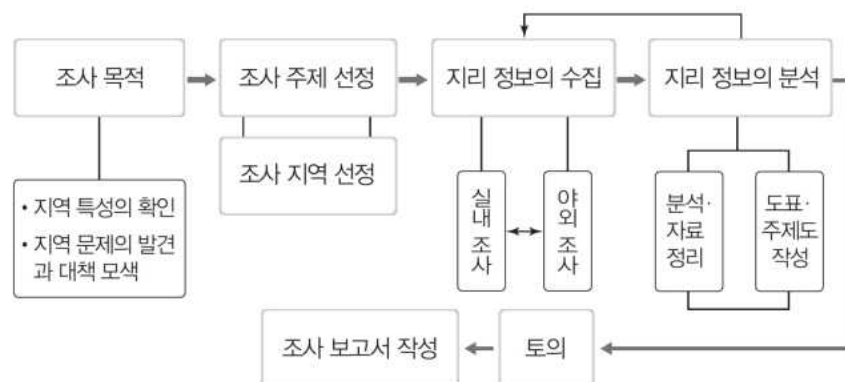 조사 목적
조사 주제 선정
지리 정보의 수집
지리 정보의 분석
조사 지역 선정
• 지역 특성의 확인
• 지역 문제의 발견
과 대책 모색
실내 조사
야외 조사
분석·
자료
정리
도표·
주제도
작성
조사 보고서 작성
토의